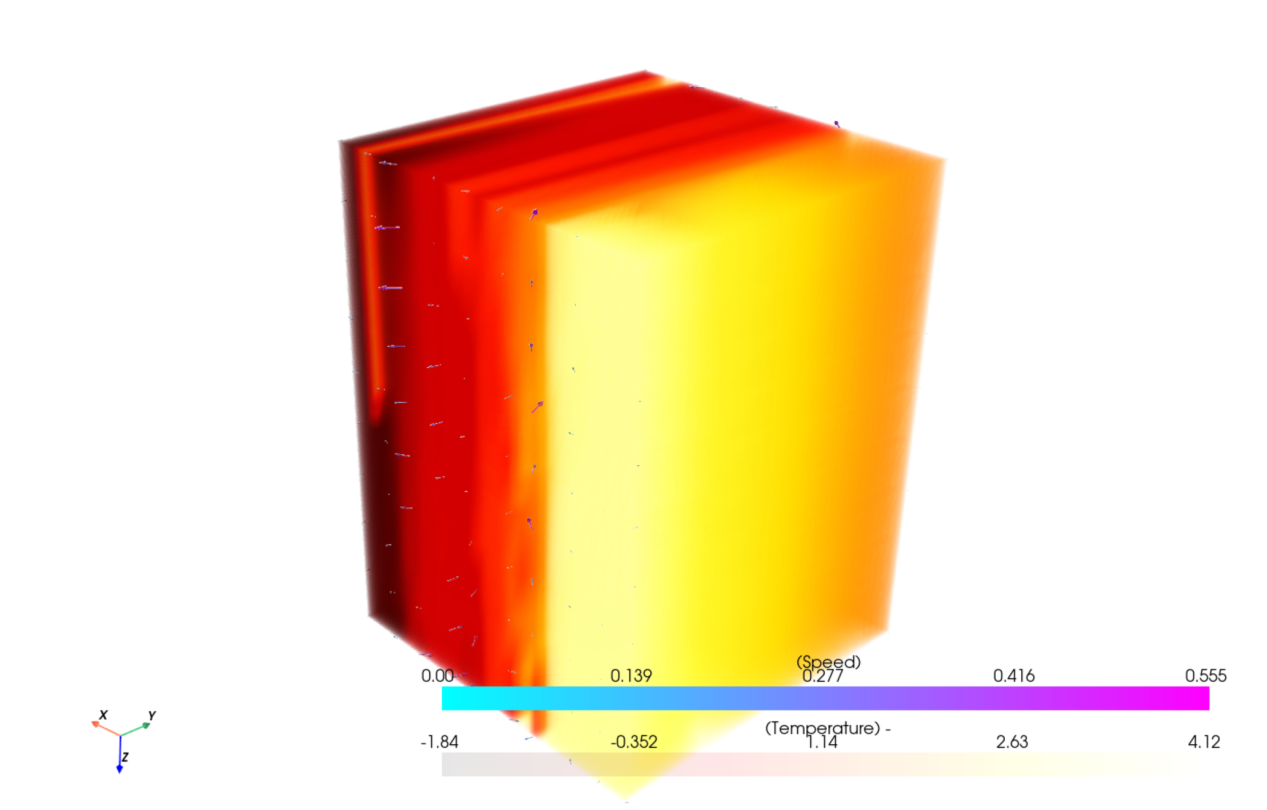 (Speed)
0.00 0.139 0.277 0.416 0.555
(Temperature) -
-1.84 -0.352 1.14 2.63 4.12
X Y
Z